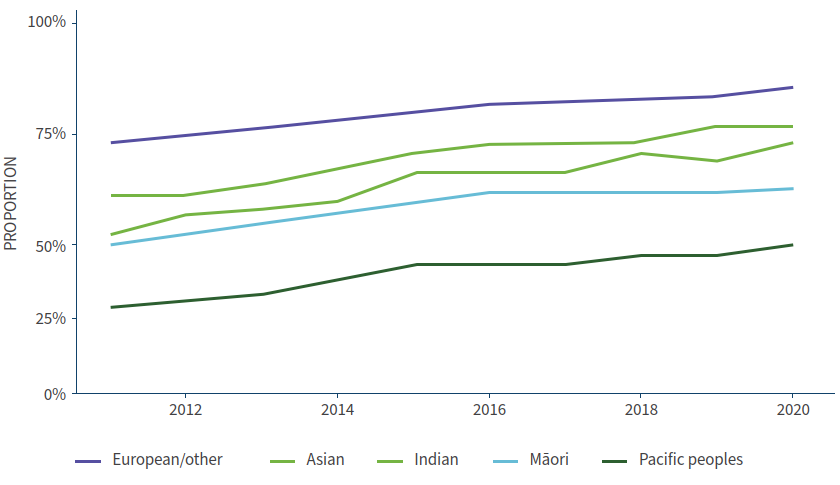 100%
75%
50%
25%
0%
PROPORTION
2012 2014 2016 2018 2020
European/other Asian Indian Māori Pacific peoples